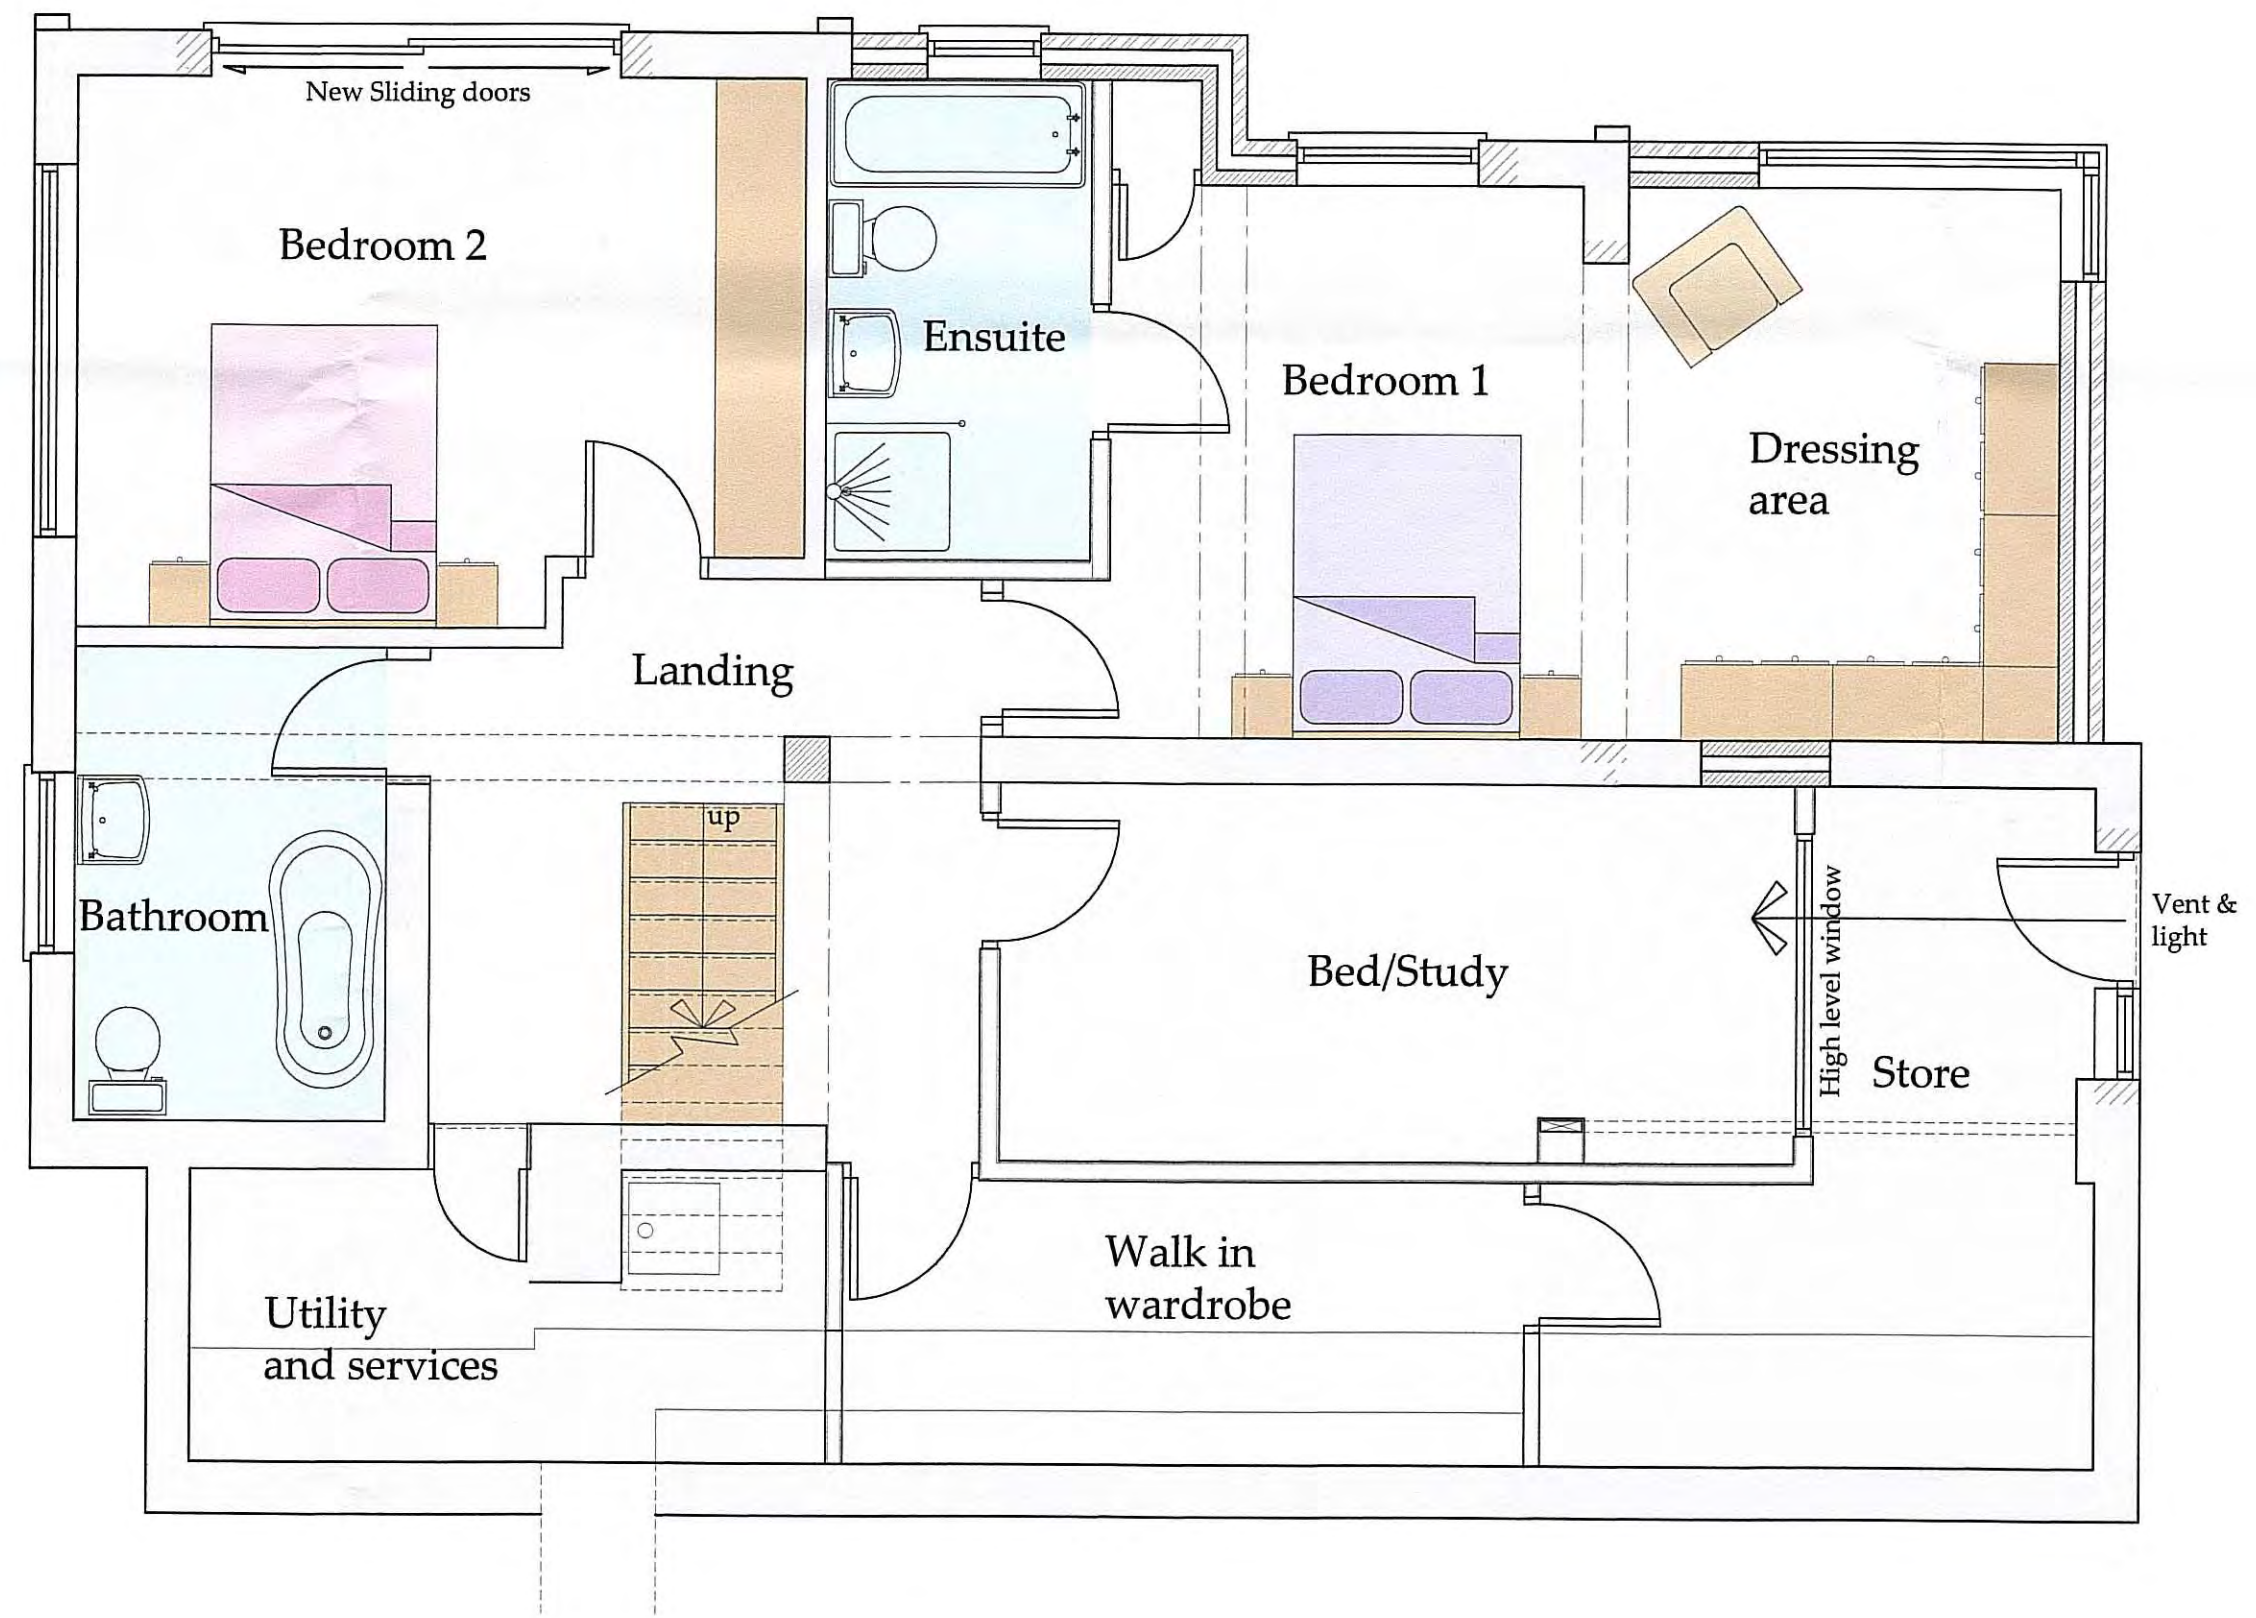 New Sliding doors
Bedroom 2
Ensuite
Bedroom 1
Dressing
area
Landing
up
Bathroom
Bed/Study
High level window
Vent &
light
Store
Walk in
wardrobe
Utility
and services